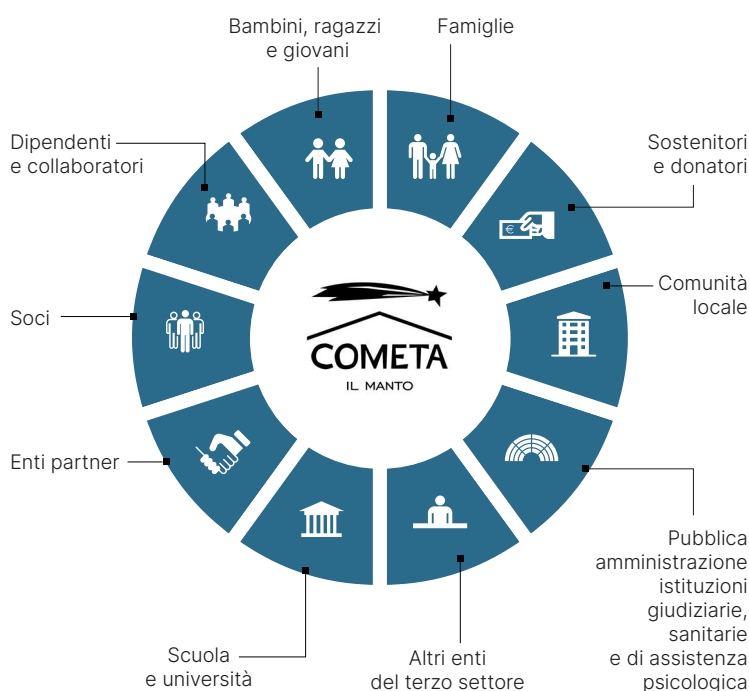 Bambini, ragazzi
e giovani
Famiglie
Sostenitori
e donatori
Comunità
locale
Pubblica
amministrazione
istituzioni
giudiziarie,
sanitarie
e di assistenza
psicologica
Altri enti
del terzo settore
Scuola
e università
Enti partner
Soci
Dipendenti
e collaboratori
€
COMETA
IL MANTO